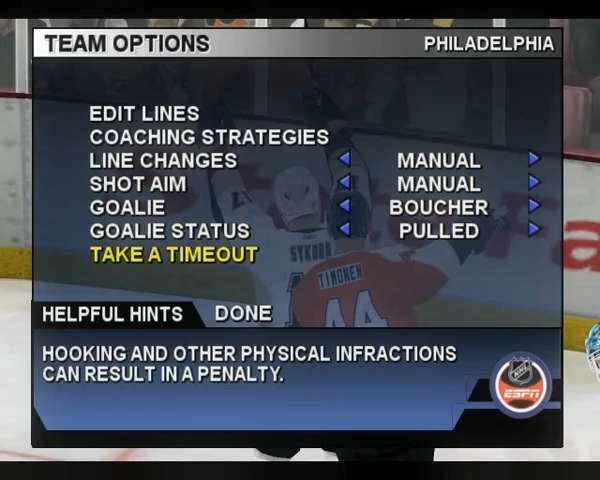 TEAM OPTIONS
PHILADELPHIA
EDIT LINES
COACHING STRATEGIES
LINE CHANGES MANUAL
SHOT AIM MANUAL
GOALIE BOUCHER
GOALIE STATUS PULLED
TAKE A TIMEOUT
SYKORA
TIMONEN
44
HELPFUL HINTS DONE
HOOKING AND OTHER PHYSICAL INFRACTIONS
CAN RESULT IN A PENALTY.
NHL
ESPN